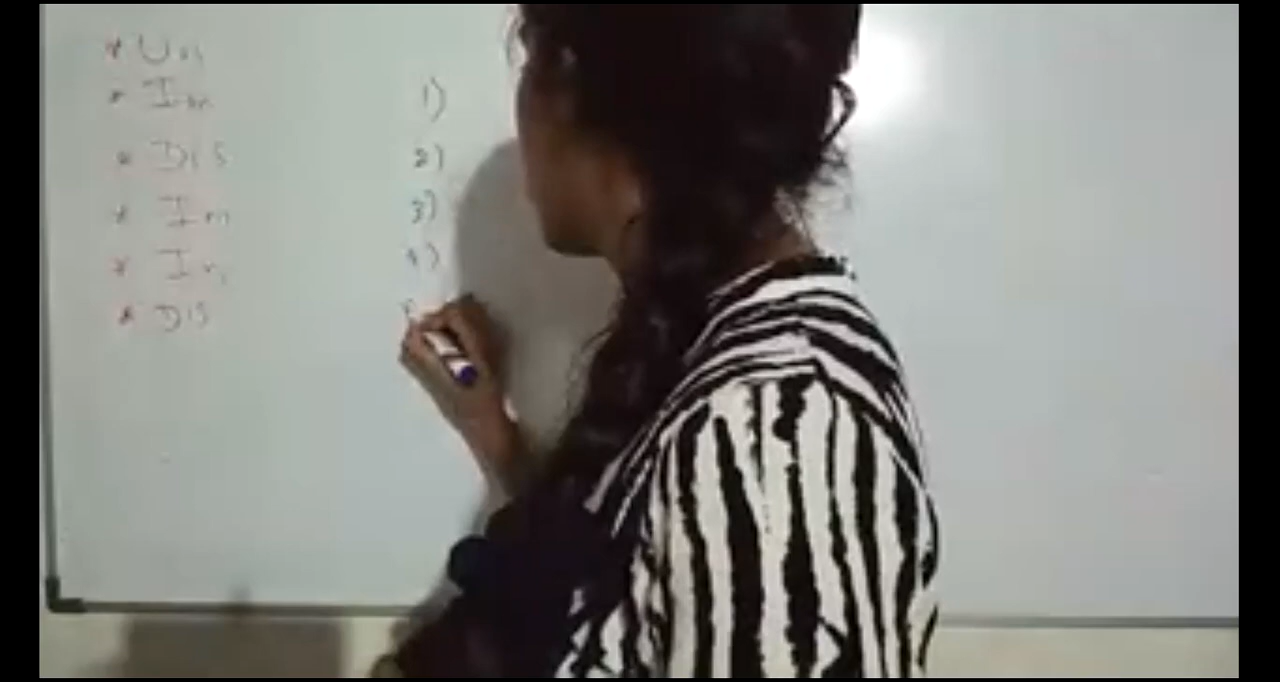 * Un
* Im 1)
* DIS 2)
* Im 3)
* In 4)
* DIS